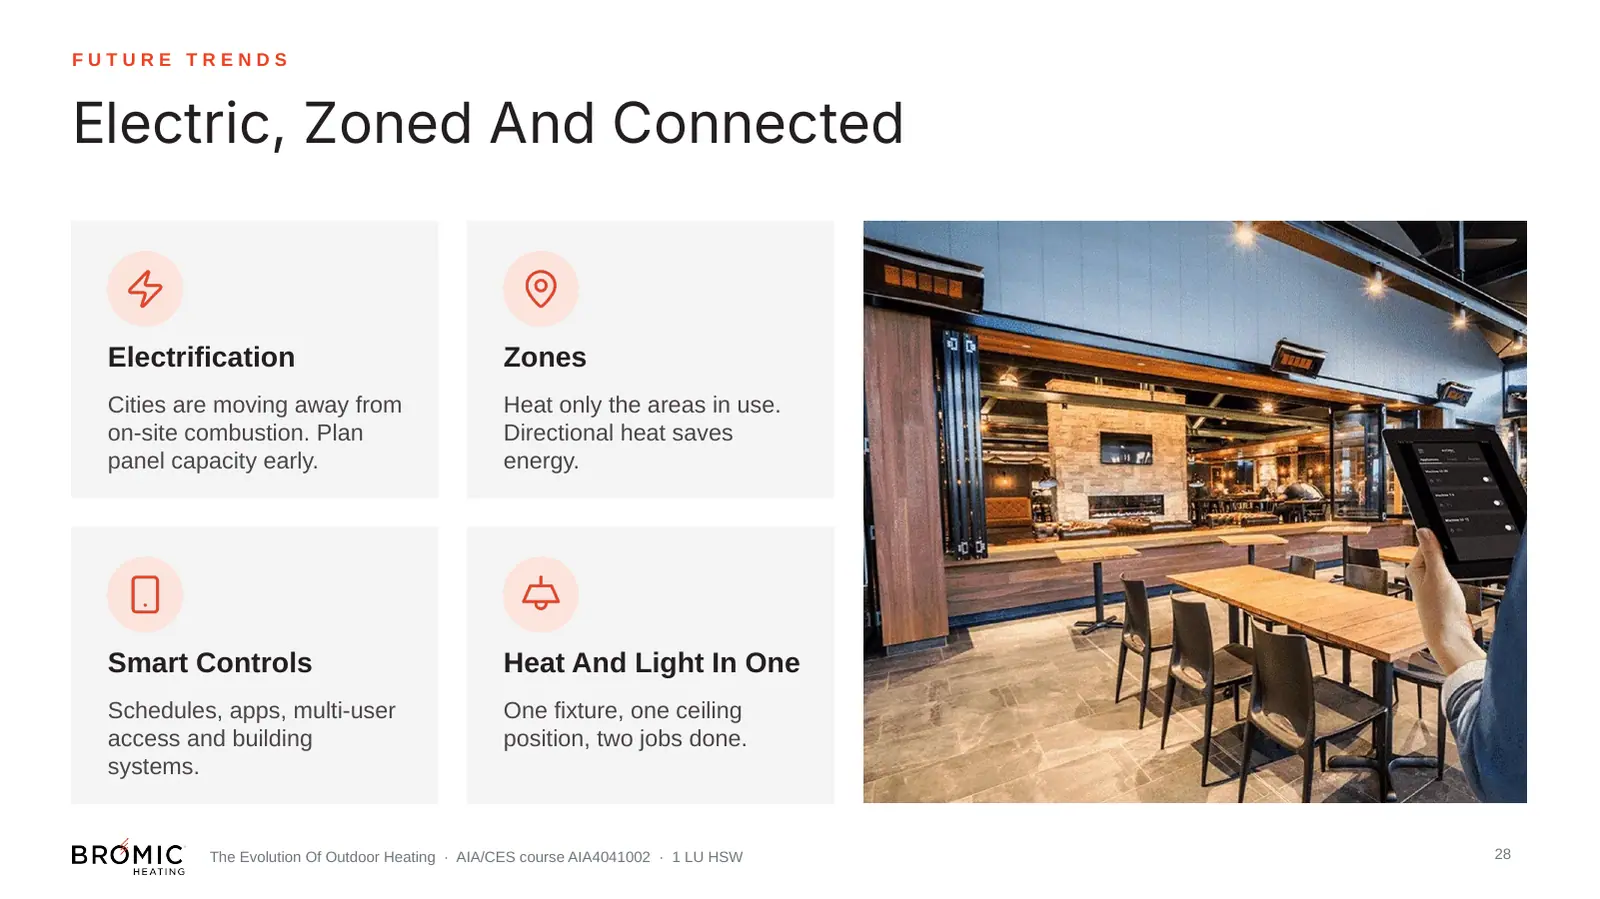 FUTURE TRENDS
Electric, Zoned And Connected
Electrification
Cities are moving away from
on-site combustion. Plan
panel capacity early.
Zones
Heat only the areas in use.
Directional heat saves
energy.
Smart Controls
Schedules, apps, multi-user
access and building
systems.
Heat And Light In One
One fixture, one ceiling
position, two jobs done.
BROMIC
HEATING
The Evolution Of Outdoor Heating · AIA/CES course AIA4041002 · 1 LU HSW
28